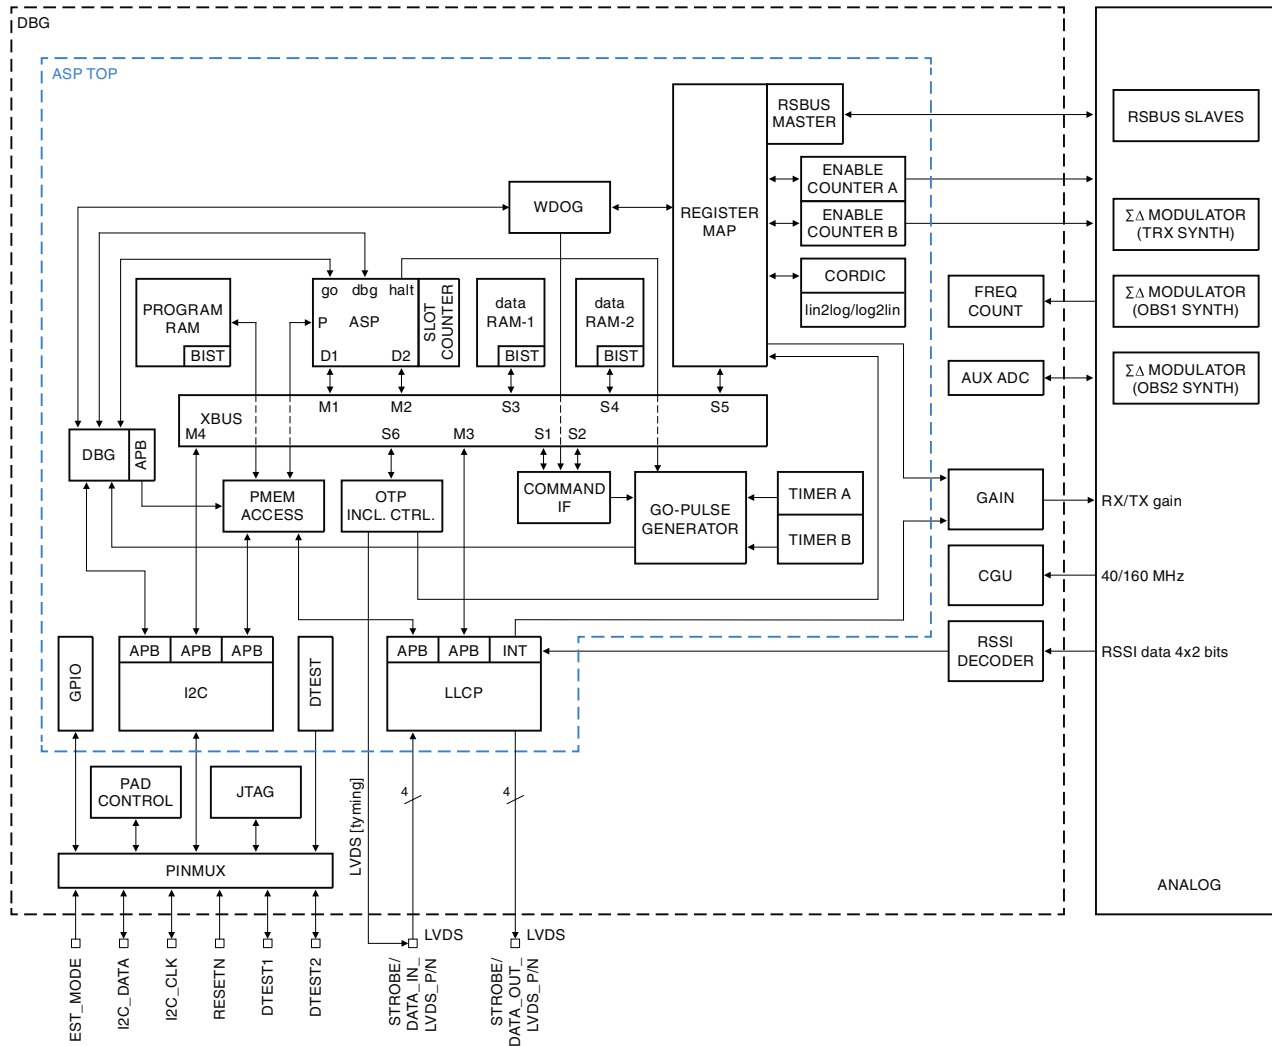 DBG
ASP TOP
RSBUS
MASTER
RSBUS SLAVES
ENABLE
COUNTER A
ENABLE
COUNTER B
REGISTER
MAP
WDOG
Σ∆ MODULATOR
(TRX SYNTH)
CORDIC
lin2log/log2lin
FREQ
COUNT
Σ∆ MODULATOR
(OBS1 SYNTH)
PROGRAM
RAM
BIST
go dbg halt
P ASP
D1 D2
SLOT
COUNTER
data
RAM-1
BIST
data
RAM-2
BIST
AUX ADC
Σ∆ MODULATOR
(OBS2 SYNTH)
XBUS
M1 M2 S3 S4 S5
M4 S6 M3 S1 S2
DBG
APB
PMEM
ACCESS
OTP
INCL. CTRL.
COMMAND
IF
GO-PULSE
GENERATOR
TIMER A
TIMER B
GAIN
RX/TX gain
CGU
40/160 MHz
RSSI
DECODER
RSSI data 4x2 bits
GPIO
APB APB APB
I2C
DTEST
APB APB INT
LLCP
PAD
CONTROL
JTAG
LVDS [tyming]
4
4
PINMUX
ANALOG
LVDS
LVDS
EST_MODE
I2C_DATA
I2C_CLK
RESETN
DTEST1
DTEST2
STROBE/
DATA_IN_
LVDS_P/N
STROBE/
DATA_OUT_
LVDS_P/N